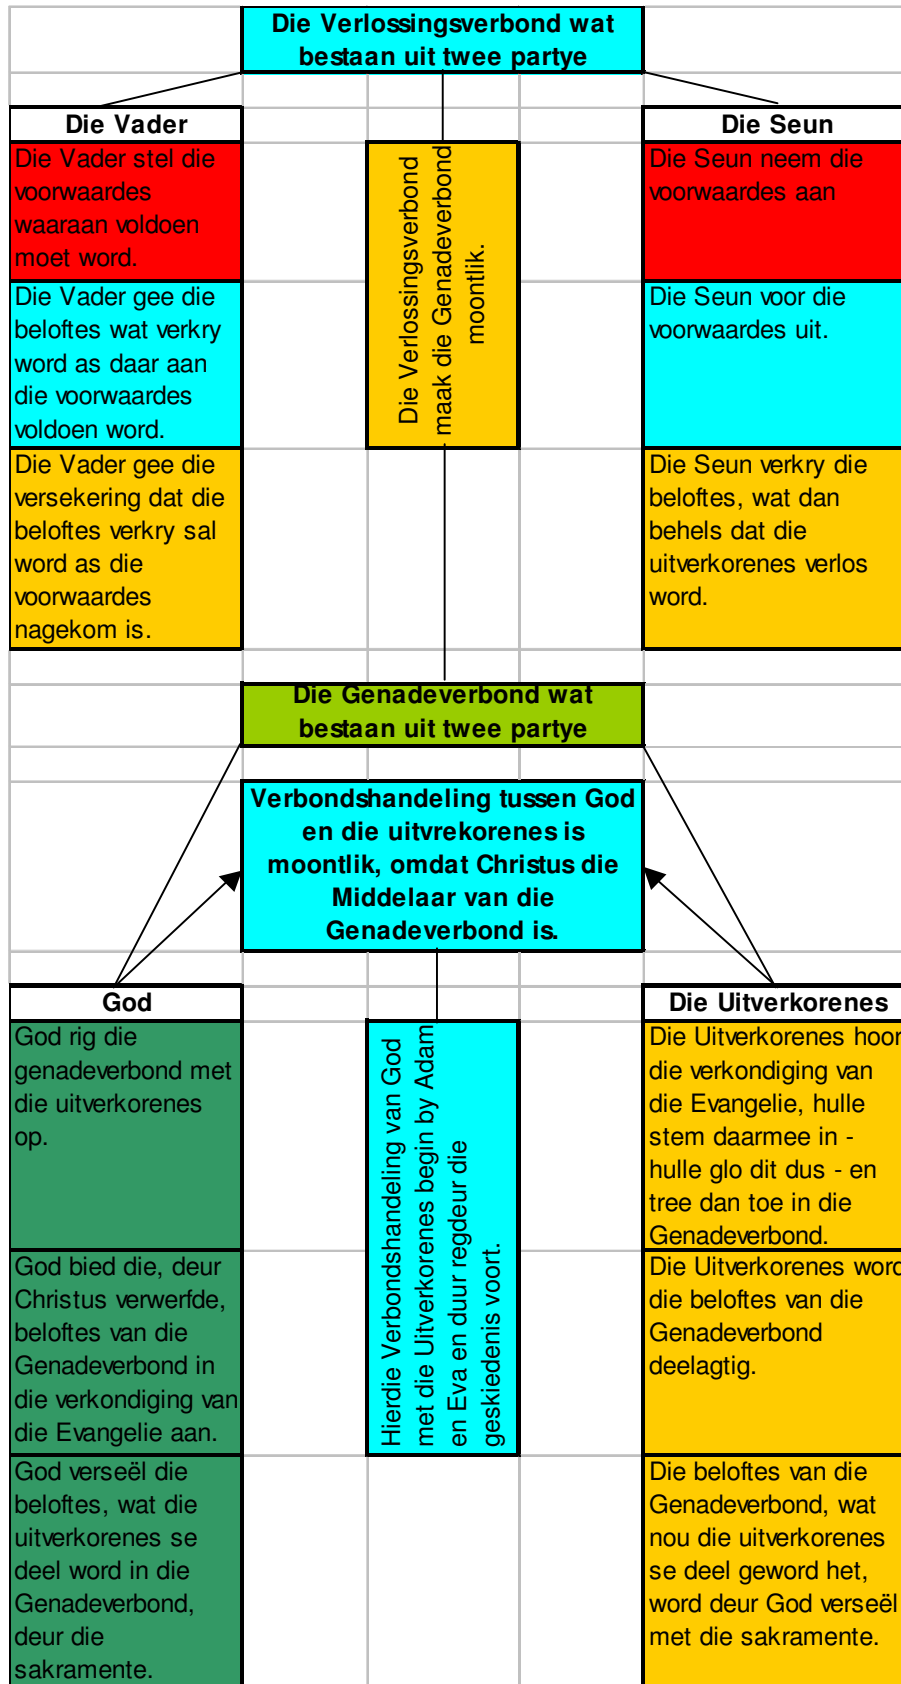 Die Verlossingsverbond wat
bestaan uit twee partye
Die Vader
Die Vader stel die
voorwaardes
waaraan voldoen
moet word.
Die Vader gee die
beloftes wat verkry
word as daar aan
die voorwaardes
voldoen word.
Die Vader gee die
versekering dat die
beloftes verkry sal
word as die
voorwaardes
nagekom is.
Die Verlossingsverbond
maak die Genadeverbond
moontlik.
Die Seun
Die Seun neem die
voorwaardes aan
Die Seun voor die
voorwaardes uit.
Die Seun verkry die
beloftes, wat dan
behels dat die
uitverkorenes verlos
word.
Die Genadeverbond wat
bestaan uit twee partye
Verbondshandeling tussen God
en die uitvrekorenes is
moontlik, omdat Christus die
Middelaar van die
Genadeverbond is.
God
God rig die
genadeverbond met
die uitverkorenes
op.
God bied die, deur
Christus verwerfde,
beloftes van die
Genadeverbond in
die verkondiging van
die Evangelie aan.
God verseël die
beloftes, wat die
uitverkorenes se
deel word in die
Genadeverbond,
deur die
sakramente.
Hierdie Verbondshandeling van God
met die Uitverkorenes begin by Adam
en Eva en duur regdeur die
geskiedenis voort.
Die Uitverkorenes
Die Uitverkorenes hoor
die verkondiging van
die Evangelie, hulle
stem daarmee in -
hulle glo dit dus - en
tree dan toe in die
Genadeverbond.
Die Uitverkorenes word
die beloftes van die
Genadeverbond
deelagtig.
Die beloftes van die
Genadeverbond, wat
nou die uitverkorenes
se deel geword het,
word deur God verseël
met die sakramente.